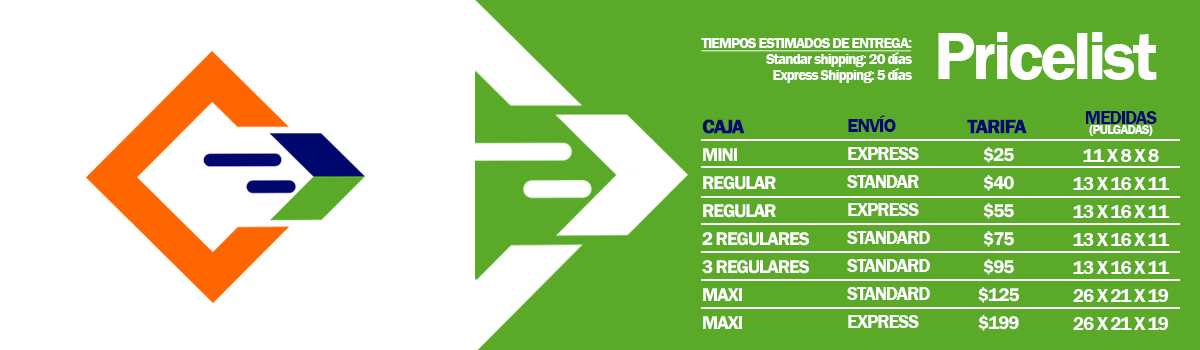 TIEMPOS ESTIMADOS DE ENTREGA:
Standar shipping: 20 días
Express Shipping: 5 días
Pricelist
CAJA ENVÍO TARIFA MEDIDAS
(PULGADAS)
MINI EXPRESS $25 11 X 8 X 8
REGULAR STANDAR $40 13 X 16 X 11
REGULAR EXPRESS $55 13 X 16 X 11
2 REGULARES STANDARD $75 13 X 16 X 11
3 REGULARES STANDARD $95 13 X 16 X 11
MAXI STANDARD $125 26 X 21 X 19
MAXI EXPRESS $199 26 X 21 X 19